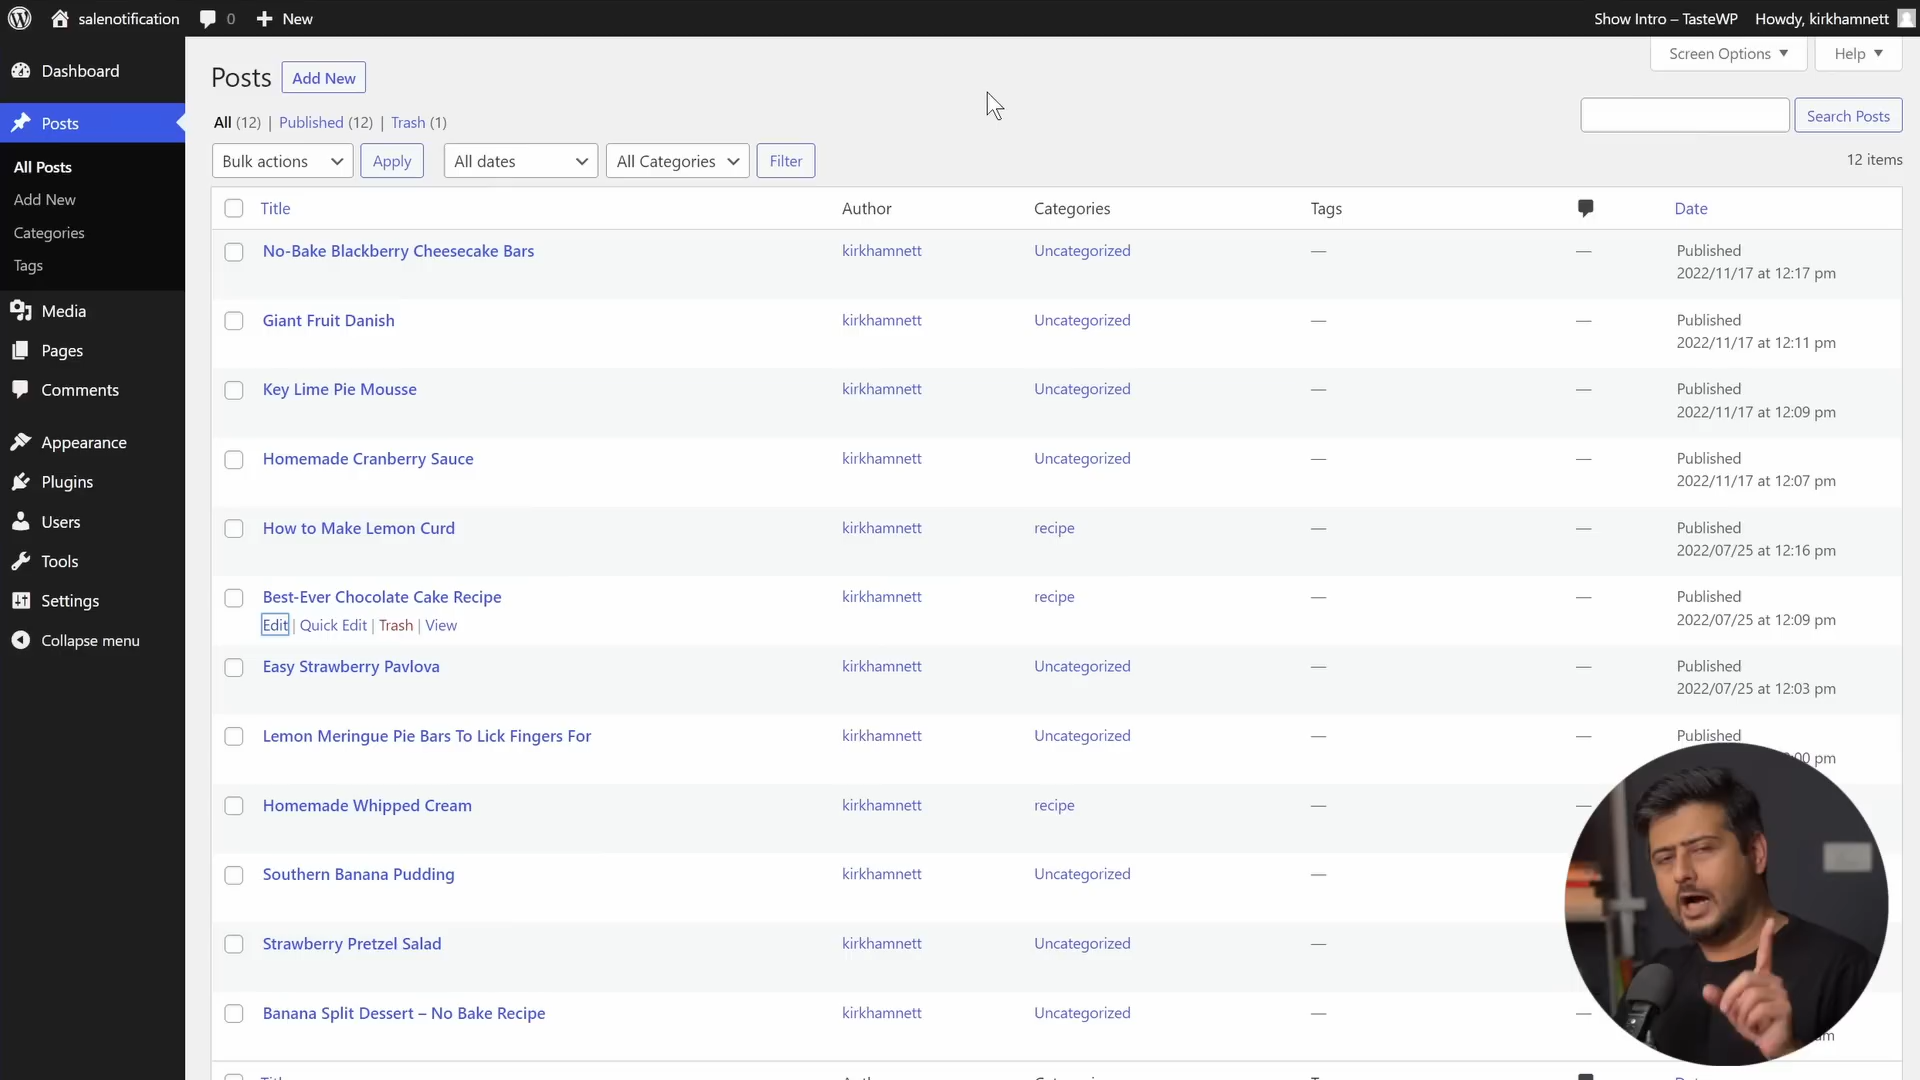 salenotification 0 New Show Intro – TasteWP Howdy, kirkhamnett
Screen Options Help
Dashboard
Posts
All Posts
Add New
Categories
Tags
Media
Pages
Comments
Appearance
Plugins
Users
Tools
Settings
Collapse menu
Posts Add New
All (12) | Published (12) | Trash (1)
Search Posts
Bulk actions Apply All dates All Categories Filter 12 items
Title Author Categories Tags Date
No-Bake Blackberry Cheesecake Bars kirkhamnett Uncategorized — — Published
2022/11/17 at 12:17 pm
Giant Fruit Danish kirkhamnett Uncategorized — — Published
2022/11/17 at 12:11 pm
Key Lime Pie Mousse kirkhamnett Uncategorized — — Published
2022/11/17 at 12:09 pm
Homemade Cranberry Sauce kirkhamnett Uncategorized — — Published
2022/11/17 at 12:07 pm
How to Make Lemon Curd kirkhamnett recipe — — Published
2022/07/25 at 12:16 pm
Best-Ever Chocolate Cake Recipe kirkhamnett recipe — — Published
Edit | Quick Edit | Trash | View 2022/07/25 at 12:09 pm
Easy Strawberry Pavlova kirkhamnett Uncategorized — — Published
2022/07/25 at 12:03 pm
Lemon Meringue Pie Bars To Lick Fingers For kirkhamnett Uncategorized — — Published
pm
Homemade Whipped Cream kirkhamnett recipe — —
Southern Banana Pudding kirkhamnett Uncategorized —
Strawberry Pretzel Salad kirkhamnett Uncategorized —
Banana Split Dessert – No Bake Recipe kirkhamnett Uncategorized — —